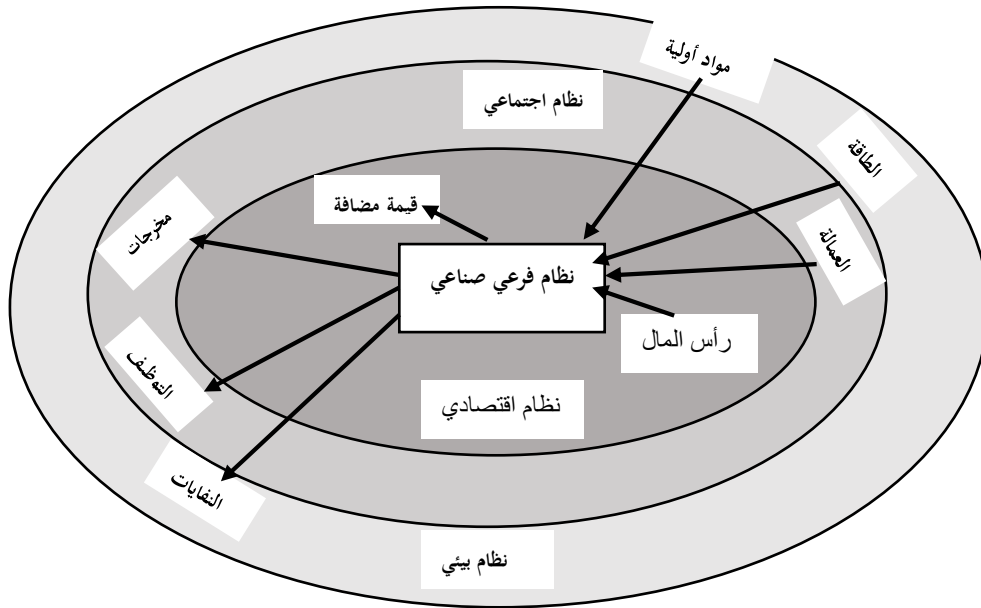 مواد أولية
نظام اجتماعي
الطاقة
قيمة مضافة
مخرجات
العمالة
نظام فرعي صناعي
رأس المال
التوظيف
نظام اقتصادي
النفايات
نظام بيئي